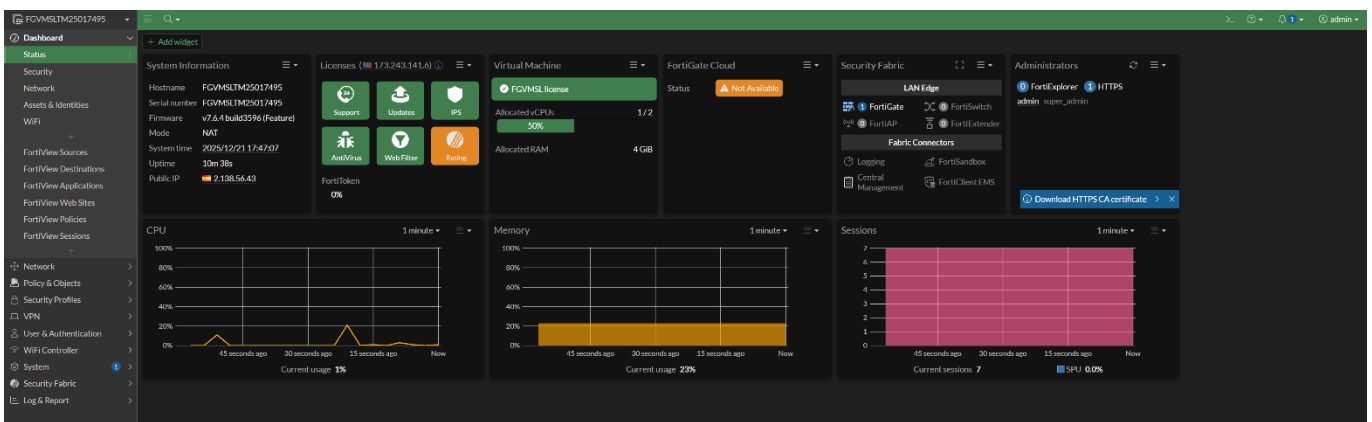 FGVMSLTM25017495
admin
1
Dashboard
Status
Security
Network
Assets & Identities
WiFi
FortiView Sources
FortiView Destinations
FortiView Applications
FortiView Web Sites
FortiView Policies
FortiView Sessions
Network
Policy & Objects
Security Profiles
VPN
User & Authentication
WiFi Controller
System 1
Security Fabric
Log & Report
+ Add widget
System Information
Hostname FGVMSLTM25017495
Serial number FGVMSLTM25017495
Firmware v7.6.4 build3596 (Feature)
Mode NAT
System time 2025/12/21 17:47:07
Uptime 10m 38s
Public IP 2.138.56.43
Licenses (173.243.141.6)
Support Updates IPS
AntiVirus Web Filter Rating
FortiToken
0%
Virtual Machine
FGVMSL license
Allocated vCPUs 1 / 2
50%
Allocated RAM 4 GiB
FortiGate Cloud
Status Not Available
Security Fabric
LAN Edge
1 FortiGate 0 FortiSwitch
0 FortiAP 0 FortiExtender
Fabric Connectors
Logging FortiSandbox
Central Management FortiClient EMS
Administrators
0 FortiExplorer 1 HTTPS
admin super_admin
Download HTTPS CA certificate
CPU 1 minute
100%
80%
60%
40%
20%
0%
45 seconds ago 30 seconds ago 15 seconds ago Now
Current usage 1%
Memory 1 minute
100%
80%
60%
40%
20%
0%
45 seconds ago 30 seconds ago 15 seconds ago Now
Current usage 23%
Sessions 1 minute
7
6
5
4
3
2
1
0
45 seconds ago 30 seconds ago 15 seconds ago Now
Current sessions 7 SPU 0.0%